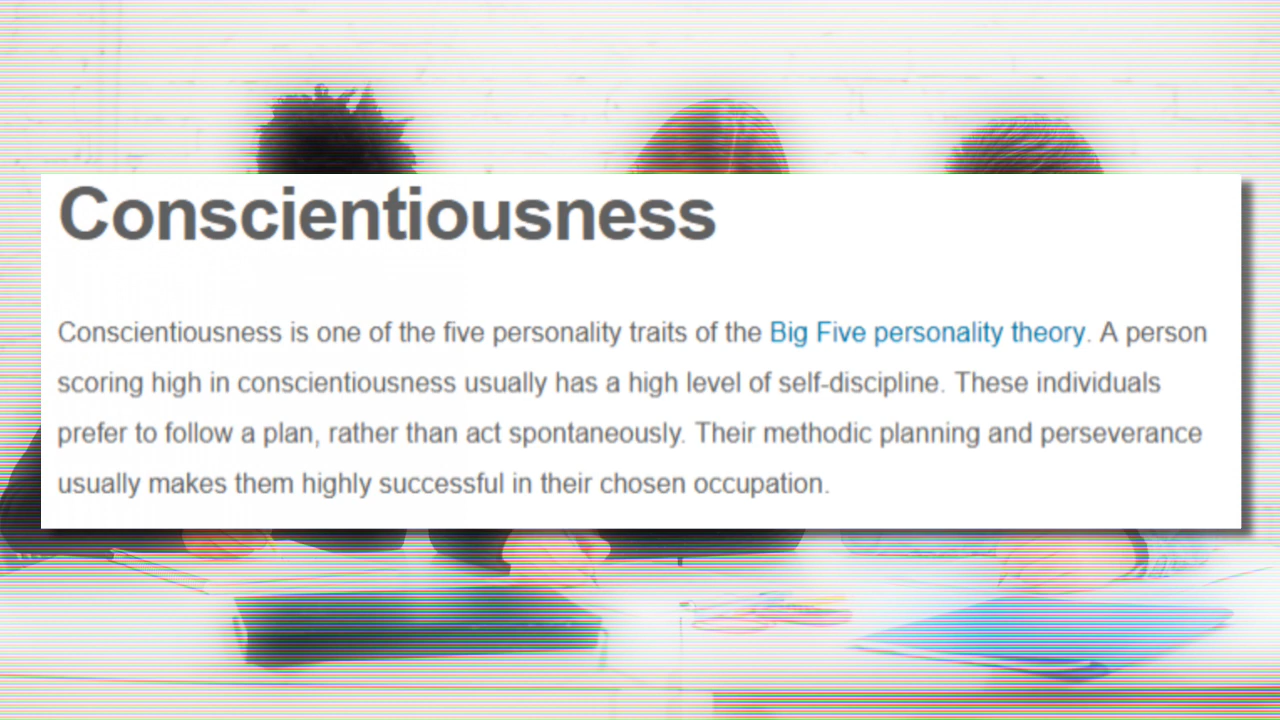 Conscientiousness
Conscientiousness is one of the five personality traits of the Big Five personality theory. A person
scoring high in conscientiousness usually has a high level of self-discipline. These individuals
prefer to follow a plan, rather than act spontaneously. Their methodic planning and perseverance
usually makes them highly successful in their chosen occupation.